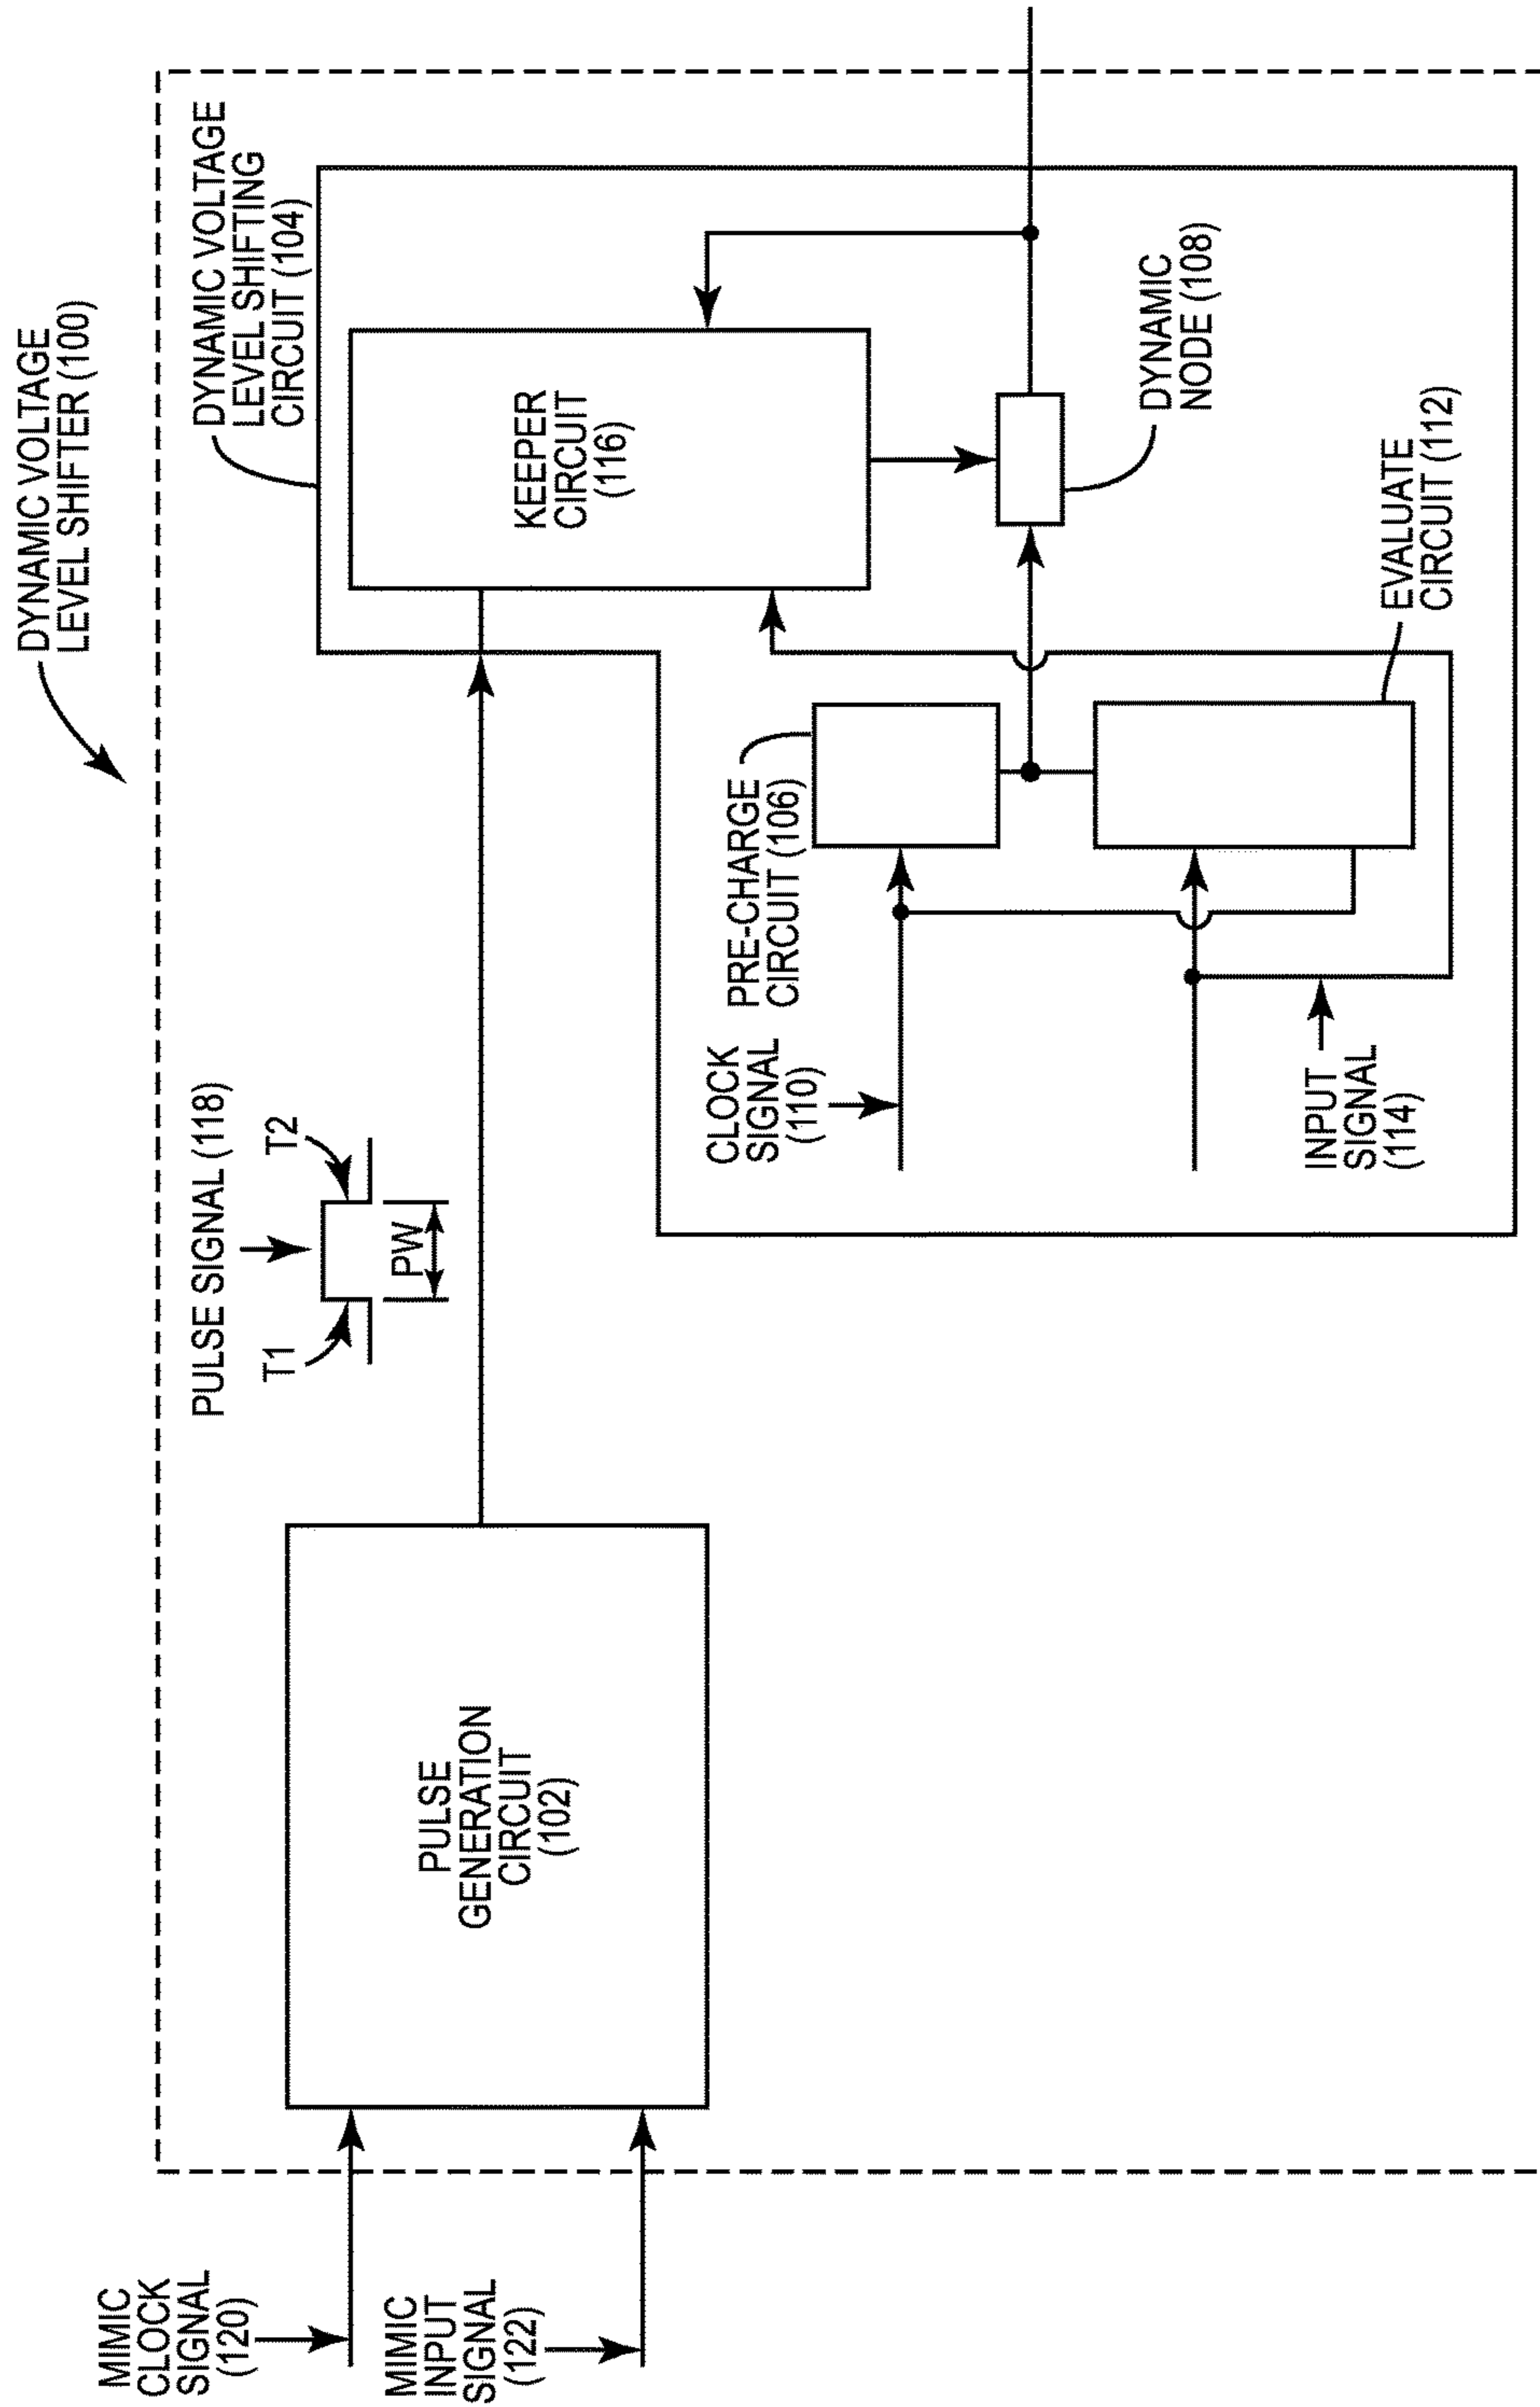 DYNAMIC VOLTAGE
LEVEL SHIFTER (100)
MIMIC
CLOCK
SIGNAL
(120)
MIMIC
INPUT
SIGNAL
(122)
PULSE
GENERATION
CIRCUIT
(102)
PULSE SIGNAL (118)
T1
T2
PW
DYNAMIC VOLTAGE
LEVEL SHIFTING
CIRCUIT (104)
KEEPER
CIRCUIT
(116)
CLOCK
SIGNAL
(110)
PRE-CHARGE
CIRCUIT (106)
DYNAMIC
NODE (108)
INPUT
SIGNAL
(114)
EVALUATE
CIRCUIT (112)